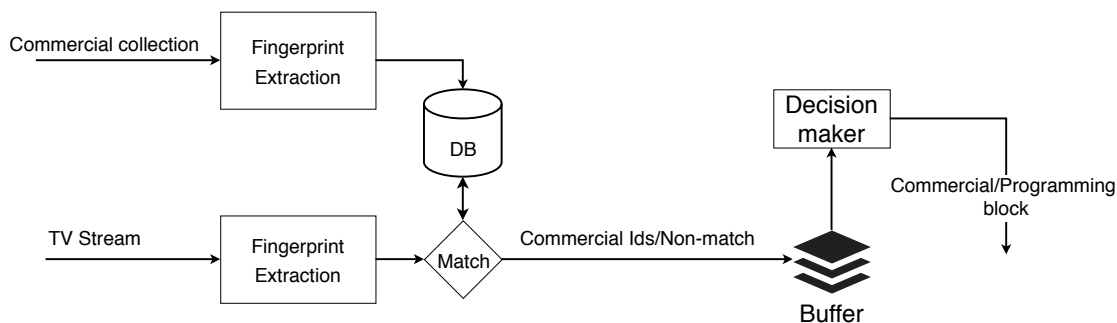 Commercial collection
Fingerprint
Extraction
DB
Decision
maker
Commercial/Programming
block
TV Stream
Fingerprint
Extraction
Match
Commercial Ids/Non-match
Buffer